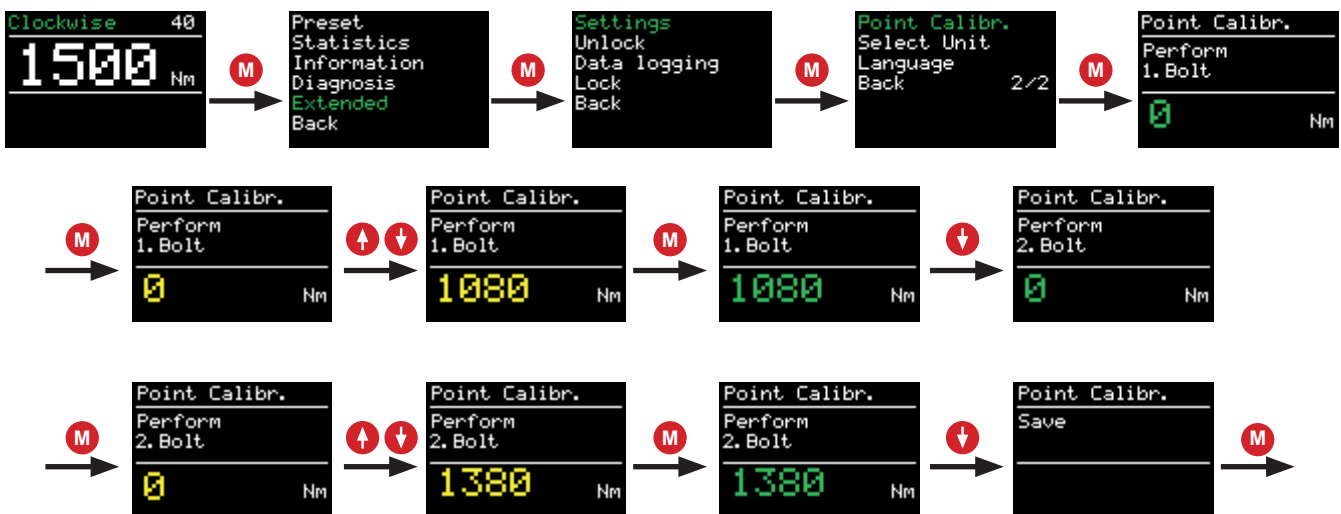 Clockwise 40
1500 Nm
M
Preset
Statistics
Information
Diagnosis
Extended
Back
M
Settings
Unlock
Data logging
Lock
Back
M
Point Calibr.
Select Unit
Language
Back 2/2
M
Point Calibr.
Perform
1.Bolt
0 Nm
M
Point Calibr.
Perform
1.Bolt
0 Nm
Point Calibr.
Perform
1.Bolt
1080 Nm
M
Point Calibr.
Perform
1.Bolt
1080 Nm
Point Calibr.
Perform
2.Bolt
0 Nm
M
Point Calibr.
Perform
2.Bolt
0 Nm
Point Calibr.
Perform
2.Bolt
1380 Nm
M
Point Calibr.
Perform
2.Bolt
1380 Nm
Point Calibr.
Save
M